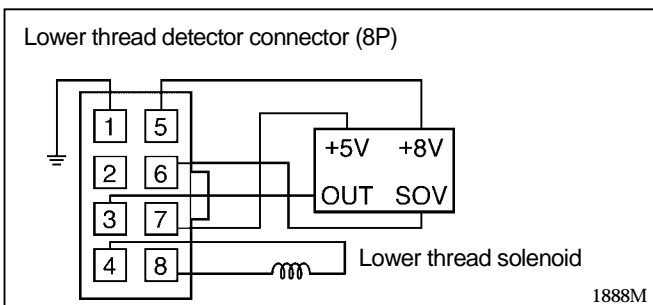 Lower thread detector connector (8P)
1 5
+5V +8V
2 6
OUT SOV
3 7
4 8
Lower thread solenoid
1888M